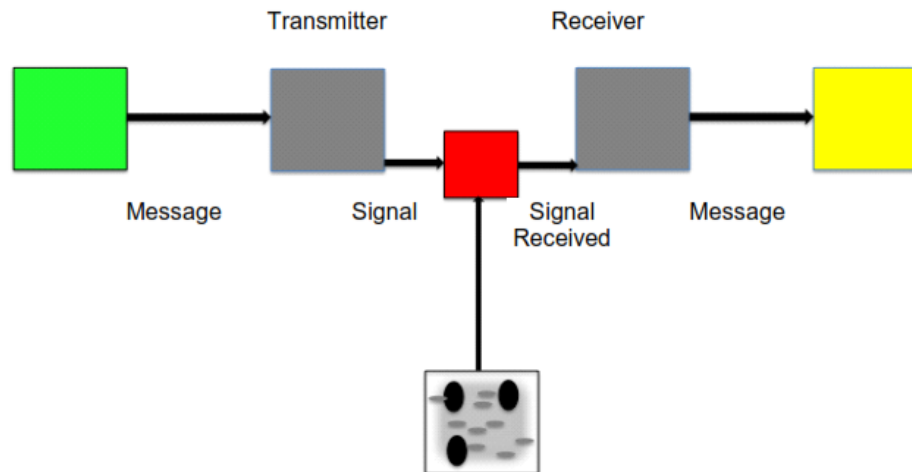 Transmitter
Receiver
Message
Signal
Signal
Received
Message